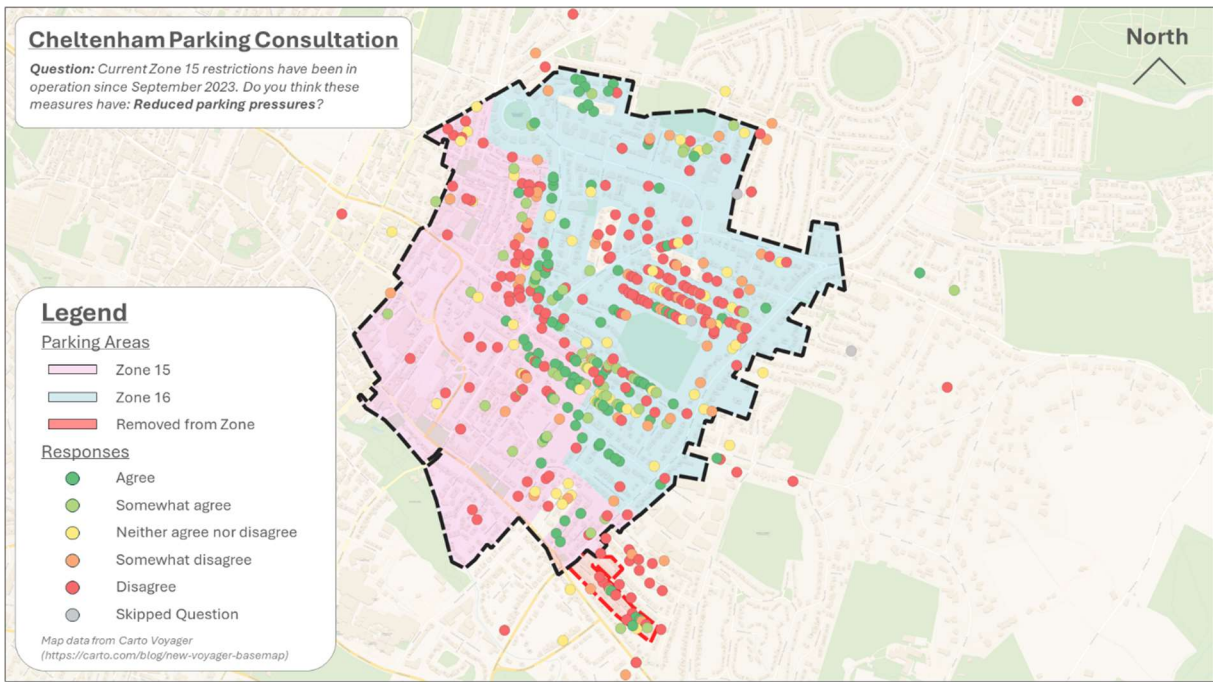 Cheltenham Parking Consultation
Question: Current Zone 15 restrictions have been in
operation since September 2023. Do you think these
measures have: Reduced parking pressures?
North
Legend
Parking Areas
Zone 15
Zone 16
Removed from Zone
Responses
Agree
Somewhat agree
Neither agree nor disagree
Somewhat disagree
Disagree
Skipped Question
Map data from Carto Voyager
(https://carto.com/blog/new-voyager-basemap)